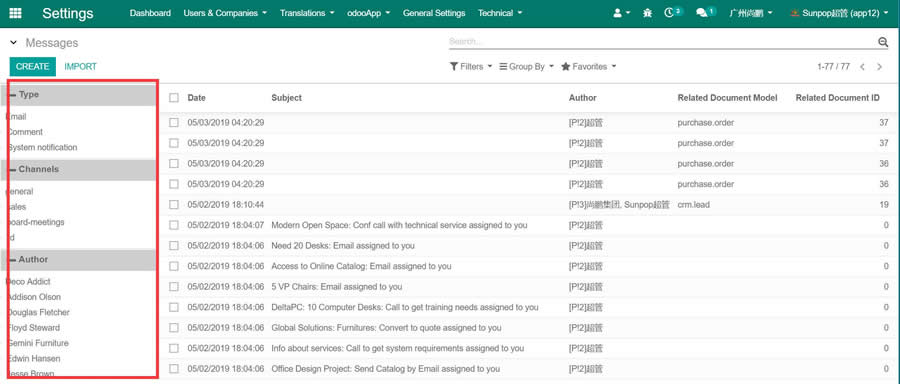 Settings Dashboard Users & Companies Translations odooApp General Settings Technical 3 1 广州尚鹏 Sunpop超管 (app12)
Messages Search...
CREATE IMPORT Filters Group By Favorites 1-77 / 77
Type
Email
Comment
System notification
Channels
general
sales
board-meetings
Author
Deco Addict
Addison Olson
Douglas Fletcher
Floyd Steward
Gemini Furniture
Edwin Hansen
Jesse Brown
Date Subject Author Related Document Model Related Document ID
05/03/2019 04:20:29 [P!2]超管 purchase.order 37
05/03/2019 04:20:29 [P!2]超管 purchase.order 37
05/03/2019 04:20:29 [P!2]超管 purchase.order 36
05/03/2019 04:20:29 [P!2]超管 purchase.order 36
05/02/2019 18:10:44 [P!3]尚鹏集团, Sunpop超管 crm.lead 19
05/02/2019 18:04:07 Modern Open Space: Conf call with technical service assigned to you [P!2]超管 0
05/02/2019 18:04:06 Need 20 Desks: Email assigned to you [P!2]超管 0
05/02/2019 18:04:06 Access to Online Catalog: Email assigned to you [P!2]超管 0
05/02/2019 18:04:06 5 VP Chairs: Email assigned to you [P!2]超管 0
05/02/2019 18:04:06 DeltaPC: 10 Computer Desks: Call to get training needs assigned to you [P!2]超管 0
05/02/2019 18:04:06 Global Solutions: Furnitures: Convert to quote assigned to you [P!2]超管 0
05/02/2019 18:04:06 Info about services: Call to get system requirements assigned to you [P!2]超管 0
05/02/2019 18:04:06 Office Design Project: Send Catalog by Email assigned to you [P!2]超管 0